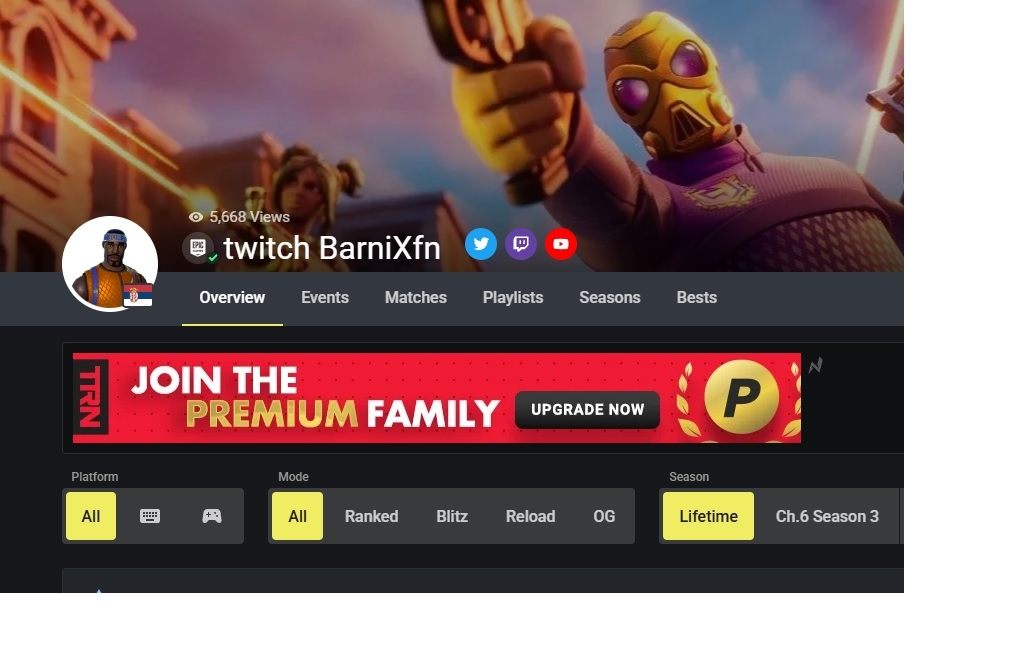 5,668 Views
EPIC
twitch BarniXfn
Overview Events Matches Playlists Seasons Bests
TRN
JOIN THE
PREMIUM FAMILY
UPGRADE NOW
P
Platform Mode Season
All All Ranked Blitz Reload OG Lifetime Ch.6 Season 3